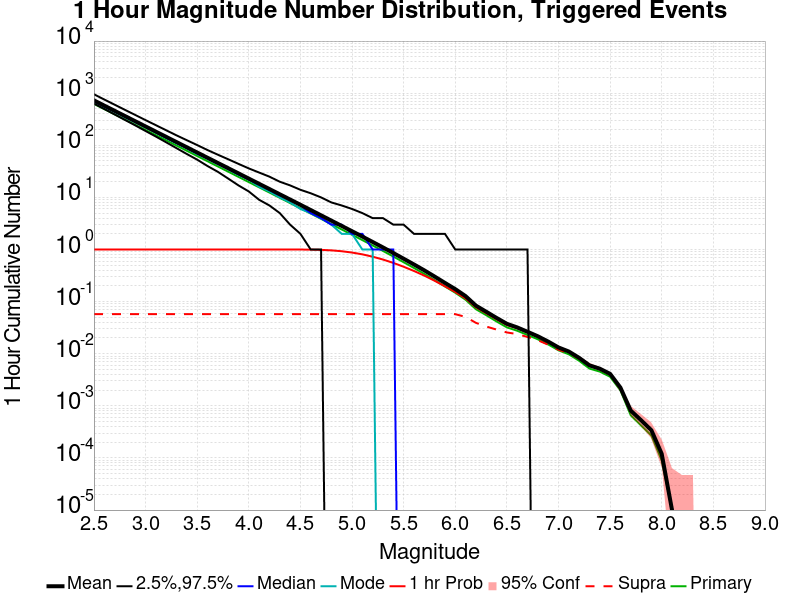 1 Hour Magnitude Number Distribution, Triggered Events
1 Hour Cumulative Number
10^4
10^3
10^2
10^1
10^0
10^-1
10^-2
10^-3
10^-4
10^-5
2.5 3.0 3.5 4.0 4.5 5.0 5.5 6.0 6.5 7.0 7.5 8.0 8.5 9.0
Magnitude
Mean 2.5%,97.5% Median Mode 1 hr Prob 95% Conf Supra Primary